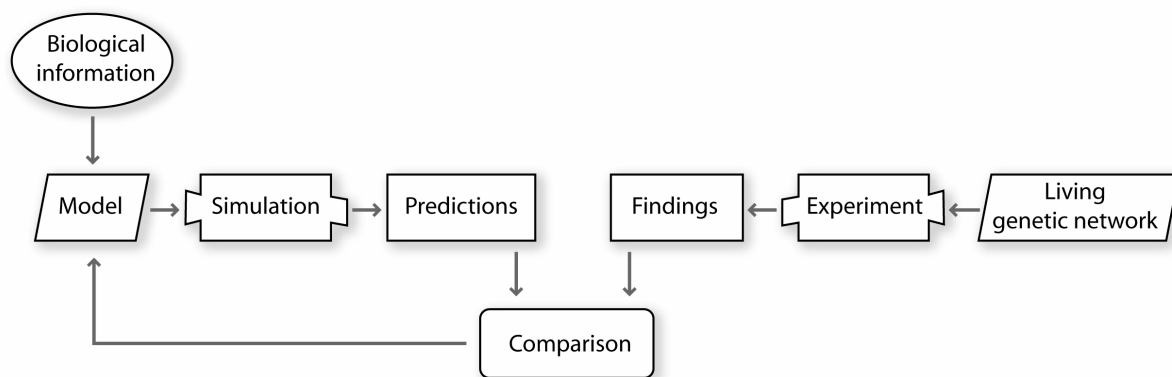 Biological
information
Model
Simulation
Predictions
Findings
Experiment
Living
genetic network
Comparison